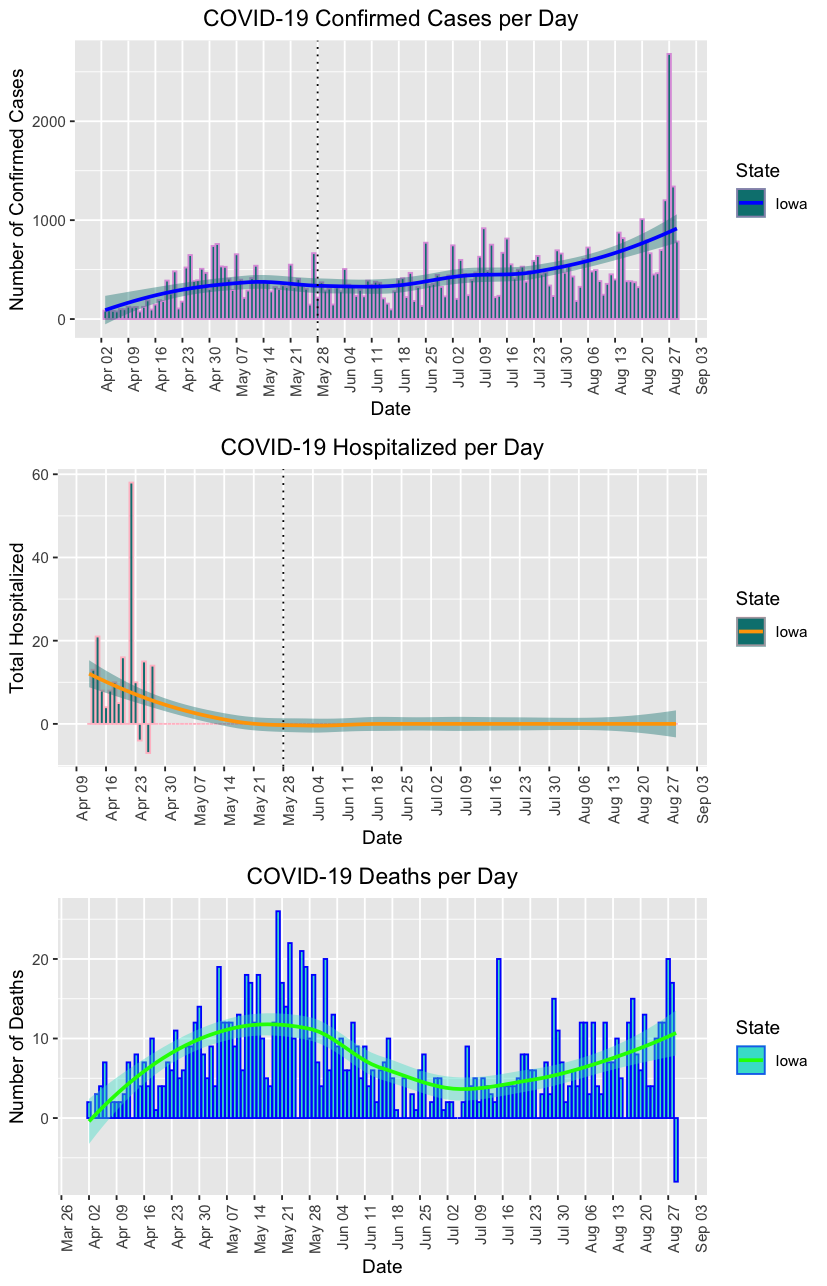 COVID-19 Confirmed Cases per Day
Number of Confirmed Cases
2000
1000
0
Apr 02
Apr 09
Apr 16
Apr 23
Apr 30
May 07
May 14
May 21
May 28
Jun 04
Jun 11
Jun 18
Jun 25
Jul 02
Jul 09
Jul 16
Jul 23
Jul 30
Aug 06
Aug 13
Aug 20
Aug 27
Sep 03
Date
State
Iowa
COVID-19 Hospitalized per Day
Total Hospitalized
60
40
20
0
Apr 09
Apr 16
Apr 23
Apr 30
May 07
May 14
May 21
May 28
Jun 04
Jun 11
Jun 18
Jun 25
Jul 02
Jul 09
Jul 16
Jul 23
Jul 30
Aug 06
Aug 13
Aug 20
Aug 27
Sep 03
Date
State
Iowa
COVID-19 Deaths per Day
Number of Deaths
20
10
0
Mar 26
Apr 02
Apr 09
Apr 16
Apr 23
Apr 30
May 07
May 14
May 21
May 28
Jun 04
Jun 11
Jun 18
Jun 25
Jul 02
Jul 09
Jul 16
Jul 23
Jul 30
Aug 06
Aug 13
Aug 20
Aug 27
Sep 03
Date
State
Iowa